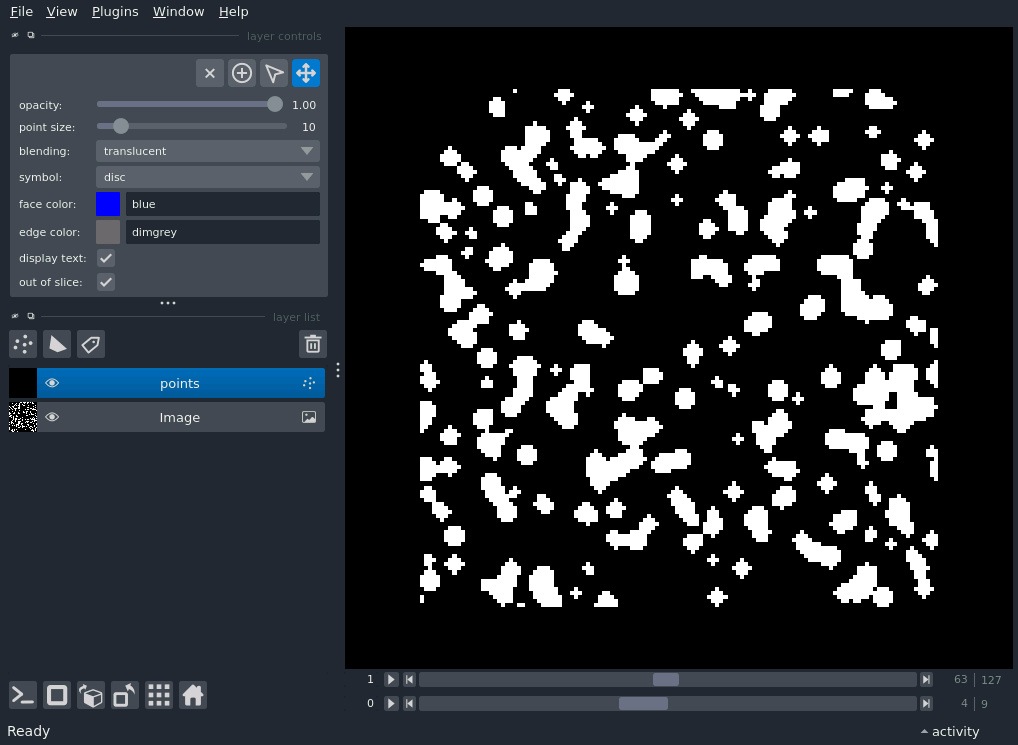 File View Plugins Window Help
layer controls
opacity: 1.00
point size: 10
blending: translucent
symbol: disc
face color: blue
edge color: dimgrey
display text:
out of slice:
layer list
points
Image
1 63 127
0 4 9
Ready activity